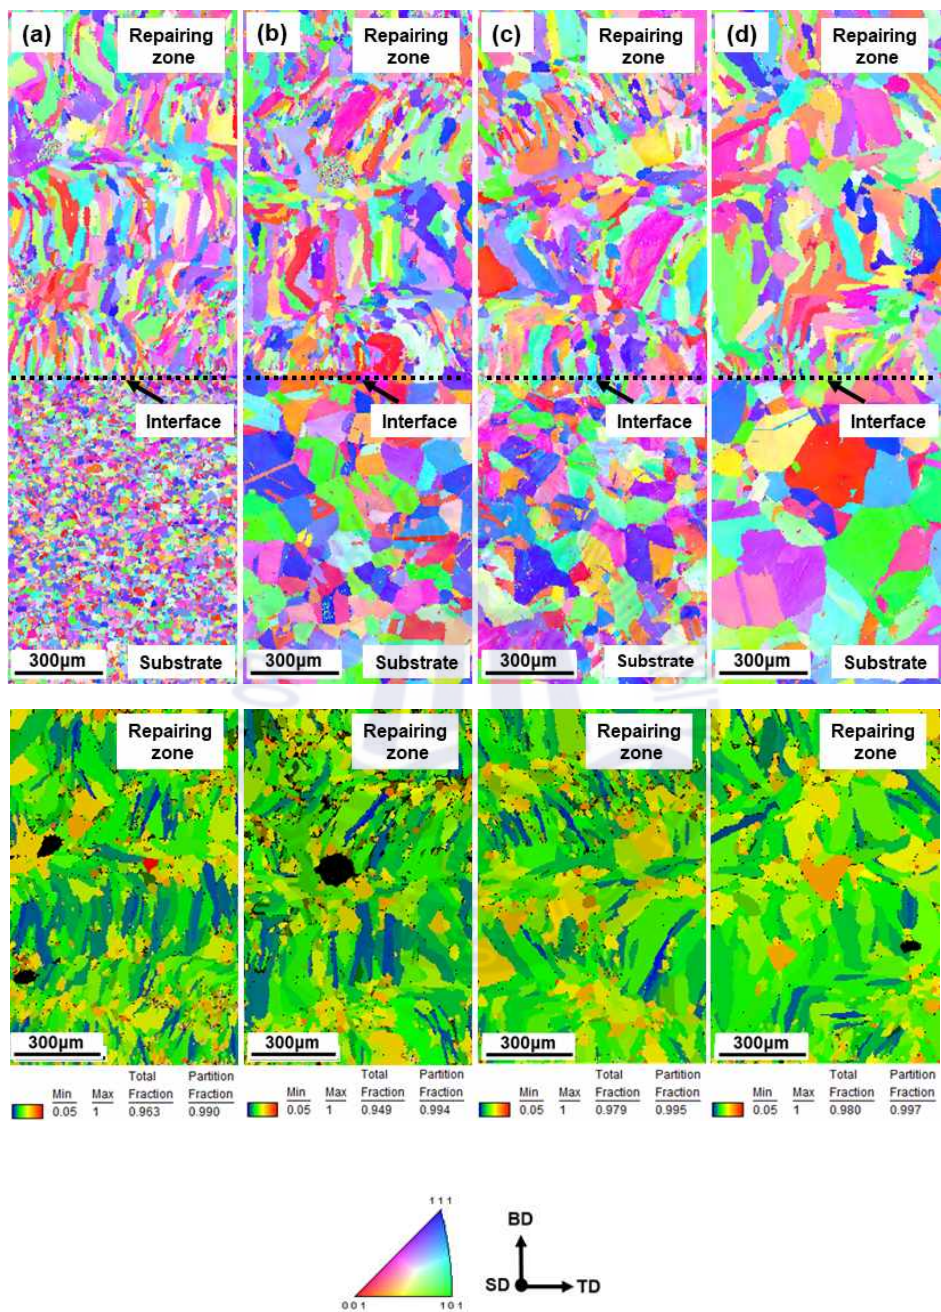 (a) Repairing zone
(b) Repairing zone
(c) Repairing zone
(d) Repairing zone
Interface
Interface
Interface
Interface
300μm Substrate
300μm Substrate
300μm Substrate
300μm Substrate
Repairing zone
Repairing zone
Repairing zone
Repairing zone
300μm
300μm
300μm
300μm
Total Partition
Min Max Fraction Fraction
0.05 1 0.963 0.990
Total Partition
Min Max Fraction Fraction
0.05 1 0.949 0.994
Total Partition
Min Max Fraction Fraction
0.05 1 0.979 0.995
Total Partition
Min Max Fraction Fraction
0.05 1 0.980 0.997
111
001 101
BD
SD TD